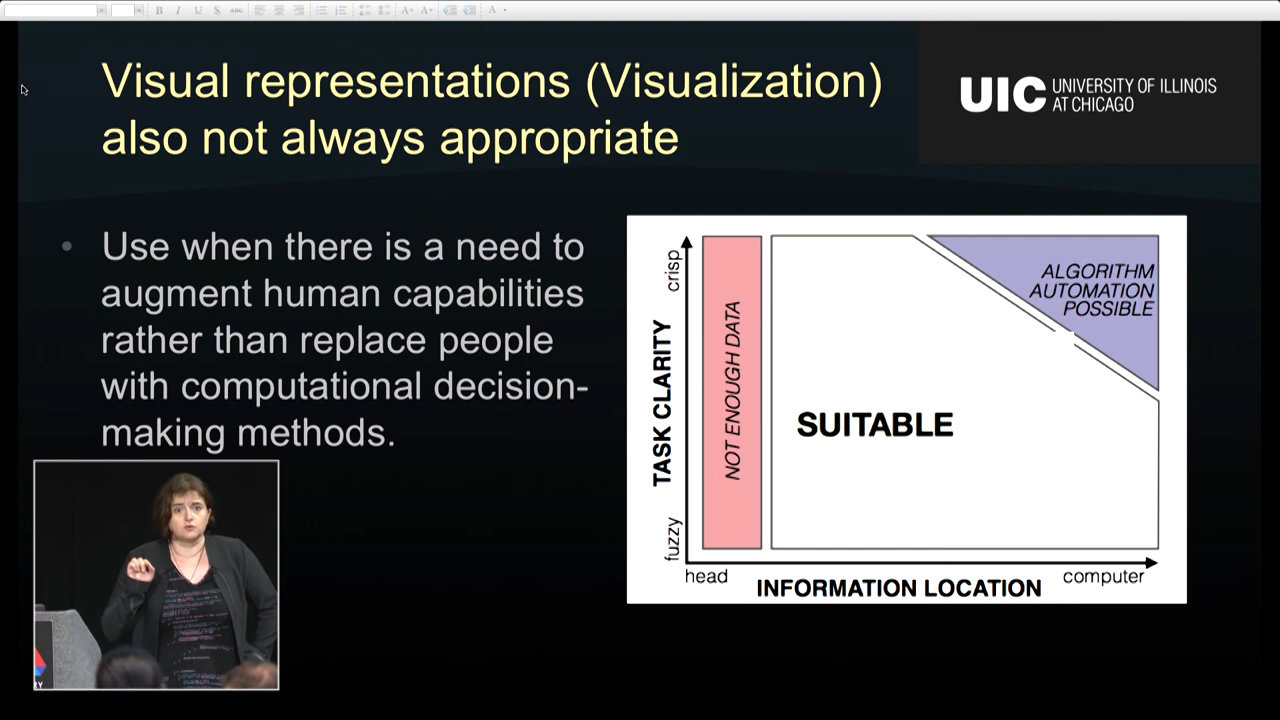 B I U S ABC
Visual representations (Visualization)
also not always appropriate
UIC UNIVERSITY OF ILLINOIS
AT CHICAGO
• Use when there is a need to
augment human capabilities
rather than replace people
with computational decision-
making methods.
crisp
TASK CLARITY
fuzzy
NOT ENOUGH DATA
ALGORITHM
AUTOMATION
POSSIBLE
SUITABLE
head
computer
INFORMATION LOCATION
RY